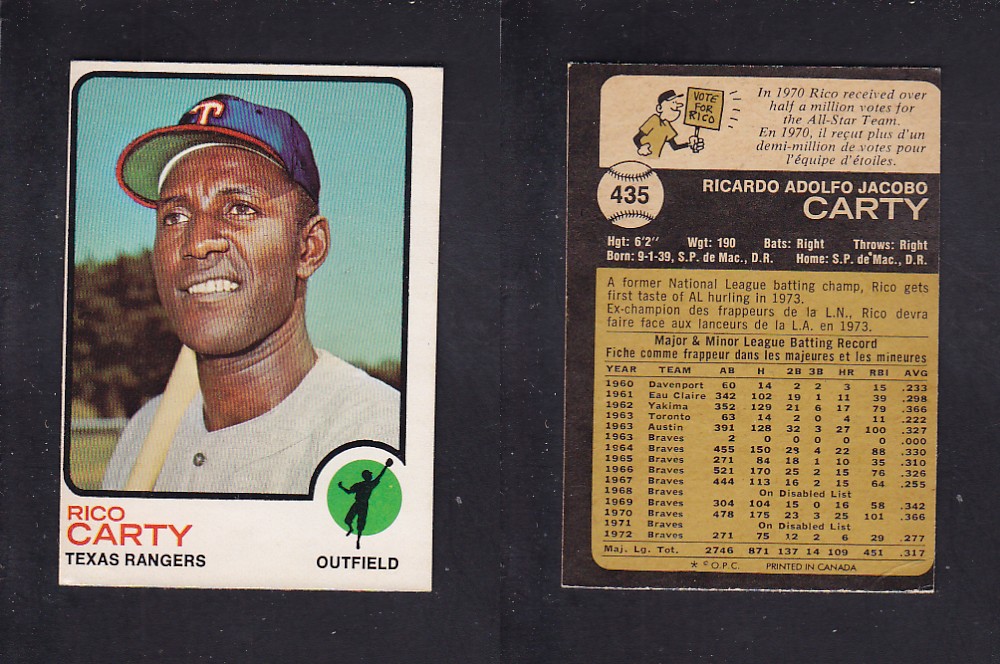 T
RICO
CARTY
TEXAS RANGERS
OUTFIELD
VOTE
FOR
RICO
In 1970 Rico received over
half a million votes for
the All-Star Team.
En 1970, il reçut plus d'un
demi-million de votes pour
l'équipe d'étoiles.
435
RICARDO ADOLFO JACOBO
CARTY
Hgt: 6'2" Wgt: 190 Bats: Right Throws: Right
Born: 9-1-39, S.P. de Mac., D.R. Home: S.P. de Mac., D.R.
A former National League batting champ, Rico gets
first taste of AL hurling in 1973.
Ex-champion des frappeurs de la L.N., Rico devra
faire face aux lanceurs de la L.A. en 1973.
Major & Minor League Batting Record
Fiche comme frappeur dans les majeures et les mineures
YEAR TEAM AB H 2B 3B HR RBI AVG
1960 Davenport 60 14 2 2 3 15 .233
1961 Eau Claire 342 102 19 1 11 39 .298
1962 Yakima 352 129 21 6 17 79 .366
1963 Toronto 63 14 2 0 4 11 .222
1963 Austin 391 128 32 3 27 100 .327
1963 Braves 2 0 0 0 0 0 .000
1964 Braves 455 150 28 4 22 88 .330
1965 Braves 271 84 18 1 10 35 .310
1966 Braves 521 170 25 2 15 76 .326
1967 Braves 444 113 16 2 15 64 .255
1968 Braves On Disabled List
1969 Braves 304 104 15 0 16 58 .342
1970 Braves 478 175 23 3 25 101 .366
1971 Braves On Disabled List
1972 Braves 271 75 12 2 6 29 .277
Maj. Lg. Tot. 2746 871 137 14 109 451 .317
* © O.P.C. PRINTED IN CANADA